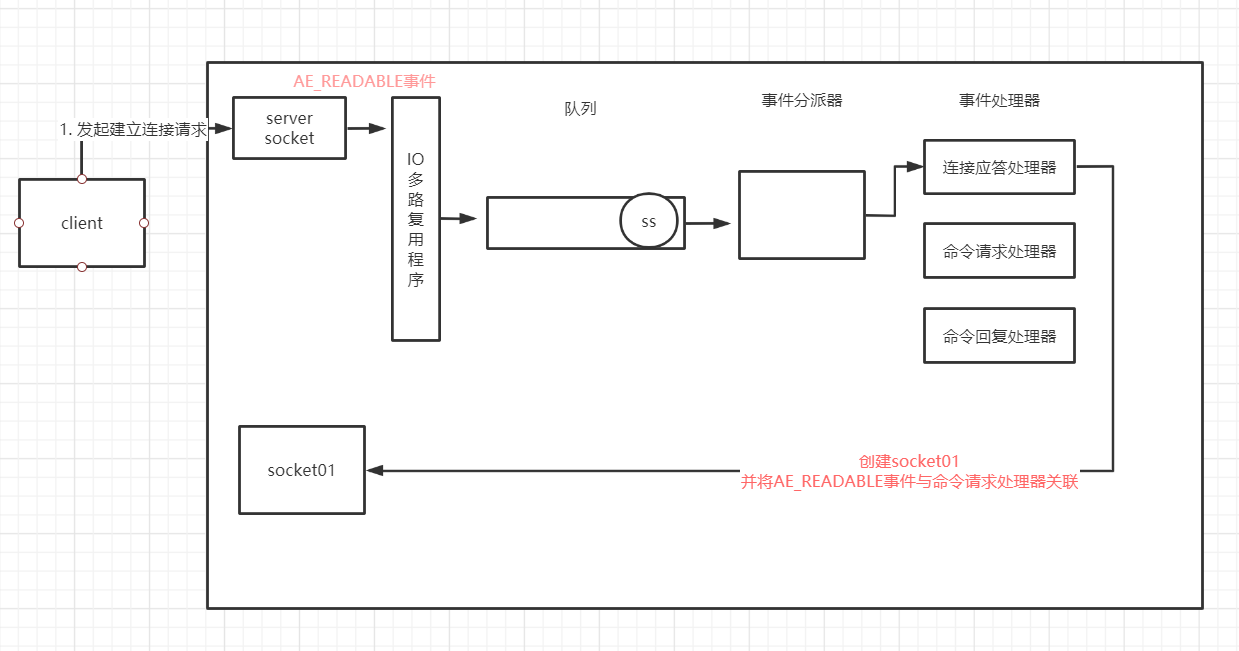 AE_READABLE事件
1. 发起建立连接请求
server
socket
队列
事件分派器
事件处理器
IO
多
路
复
用
程
序
client
ss
连接应答处理器
命令请求处理器
命令回复处理器
socket01
创建socket01
并将AE_READABLE事件与命令请求处理器关联